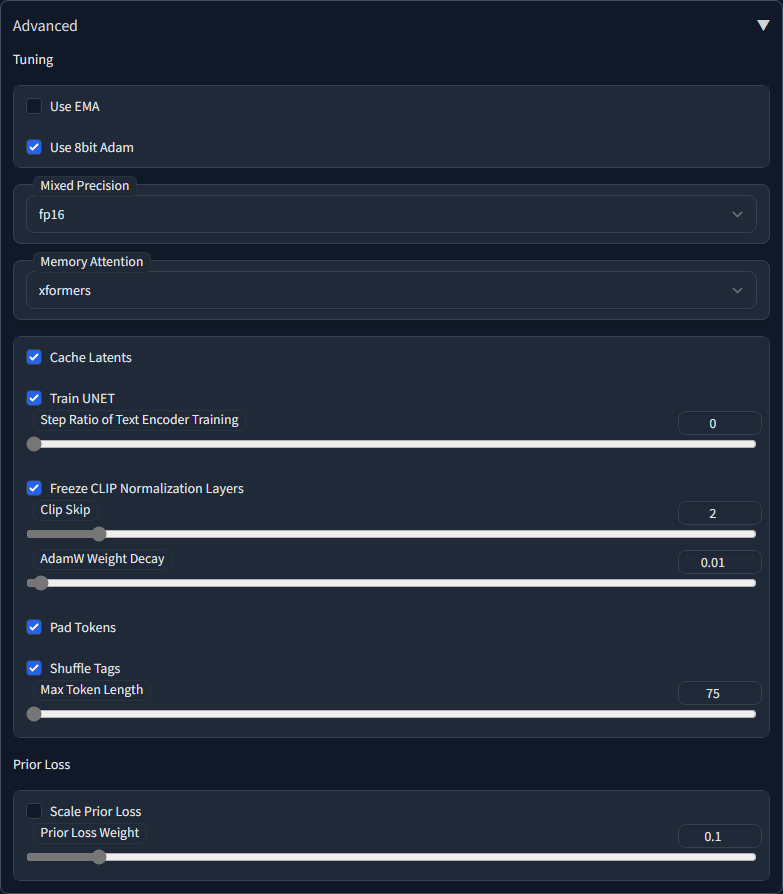 Advanced
Tuning
Use EMA
Use 8bit Adam
Mixed Precision
fp16
Memory Attention
xformers
Cache Latents
Train UNET
Step Ratio of Text Encoder Training
0
Freeze CLIP Normalization Layers
Clip Skip
2
AdamW Weight Decay
0.01
Pad Tokens
Shuffle Tags
Max Token Length
75
Prior Loss
Scale Prior Loss
Prior Loss Weight
0.1